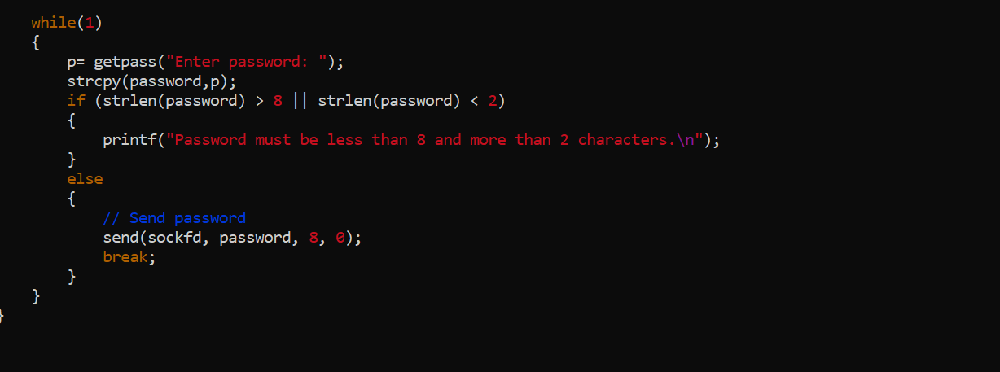 while(1)
{
p= getpass("Enter password: ");
strcpy(password,p);
if (strlen(password) > 8 || strlen(password) < 2)
{
printf("Password must be less than 8 and more than 2 characters.\n");
}
else
{
// Send password
send(sockfd, password, 8, 0);
break;
}
}
}